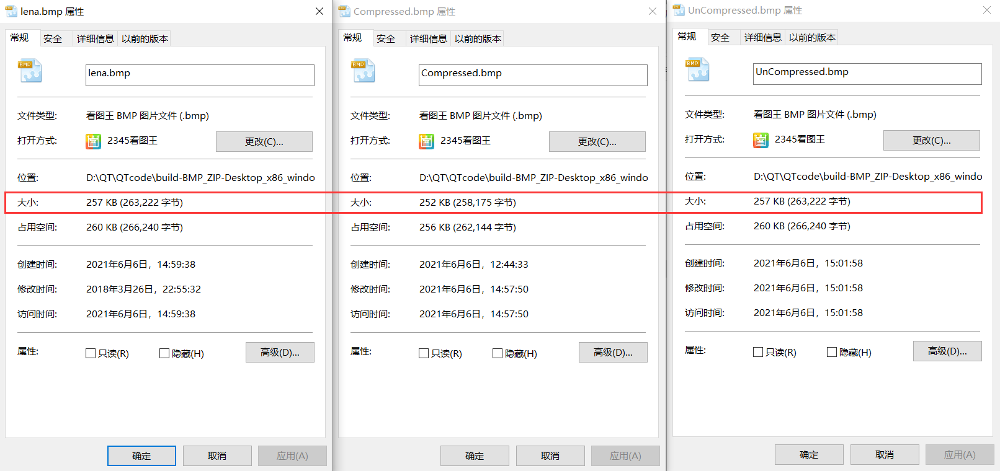 lena.bmp 属性
常规 安全 详细信息 以前的版本
BMP
lena.bmp
文件类型: 看图王 BMP 图片文件 (.bmp)
打开方式: 2345看图王 更改(C)...
位置: D:\QT\QTcode\build-BMP_ZIP-Desktop_x86_windo
大小: 257 KB (263,222 字节)
占用空间: 260 KB (266,240 字节)
创建时间: 2021年6月6日，14:59:38
修改时间: 2018年3月26日，22:55:32
访问时间: 2021年6月6日，14:59:38
属性: 只读(R) 隐藏(H) 高级(D)...
确定 取消 应用(A)
Compressed.bmp 属性
常规 安全 详细信息 以前的版本
BMP
Compressed.bmp
文件类型: 看图王 BMP 图片文件 (.bmp)
打开方式: 2345看图王 更改(C)...
位置: D:\QT\QTcode\build-BMP_ZIP-Desktop_x86_windo
大小: 252 KB (258,175 字节)
占用空间: 256 KB (262,144 字节)
创建时间: 2021年6月6日，12:44:33
修改时间: 2021年6月6日，14:57:50
访问时间: 2021年6月6日，14:57:50
属性: 只读(R) 隐藏(H) 高级(D)...
确定 取消 应用(A)
UnCompressed.bmp 属性
常规 安全 详细信息 以前的版本
BMP
UnCompressed.bmp
文件类型: 看图王 BMP 图片文件 (.bmp)
打开方式: 2345看图王 更改(C)...
位置: D:\QT\QTcode\build-BMP_ZIP-Desktop_x86_windo
大小: 257 KB (263,222 字节)
占用空间: 260 KB (266,240 字节)
创建时间: 2021年6月6日，15:01:58
修改时间: 2021年6月6日，15:01:58
访问时间: 2021年6月6日，15:01:58
属性: 只读(R) 隐藏(H) 高级(D)...
确定 取消 应用(A)